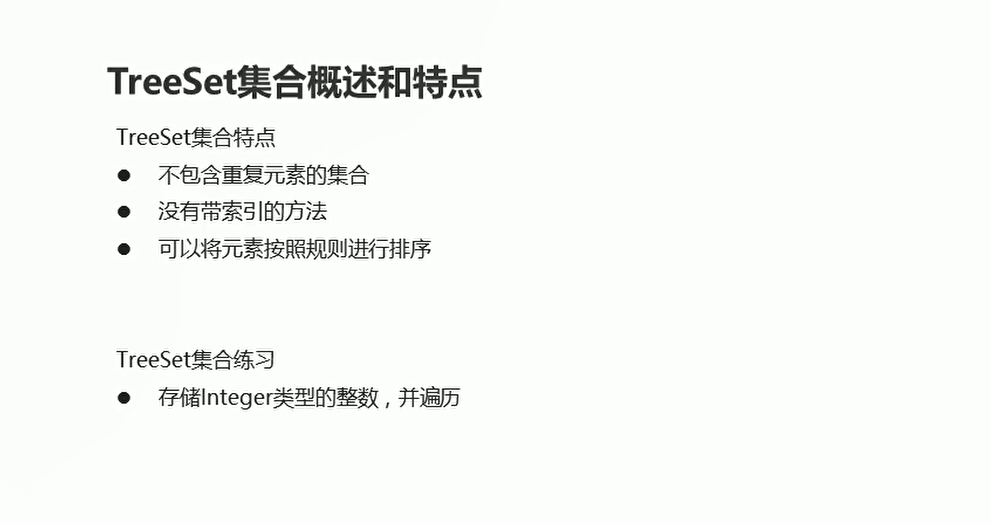 TreeSet集合概述和特点
TreeSet集合特点
● 不包含重复元素的集合
● 没有带索引的方法
● 可以将元素按照规则进行排序
TreeSet集合练习
● 存储Integer类型的整数，并遍历